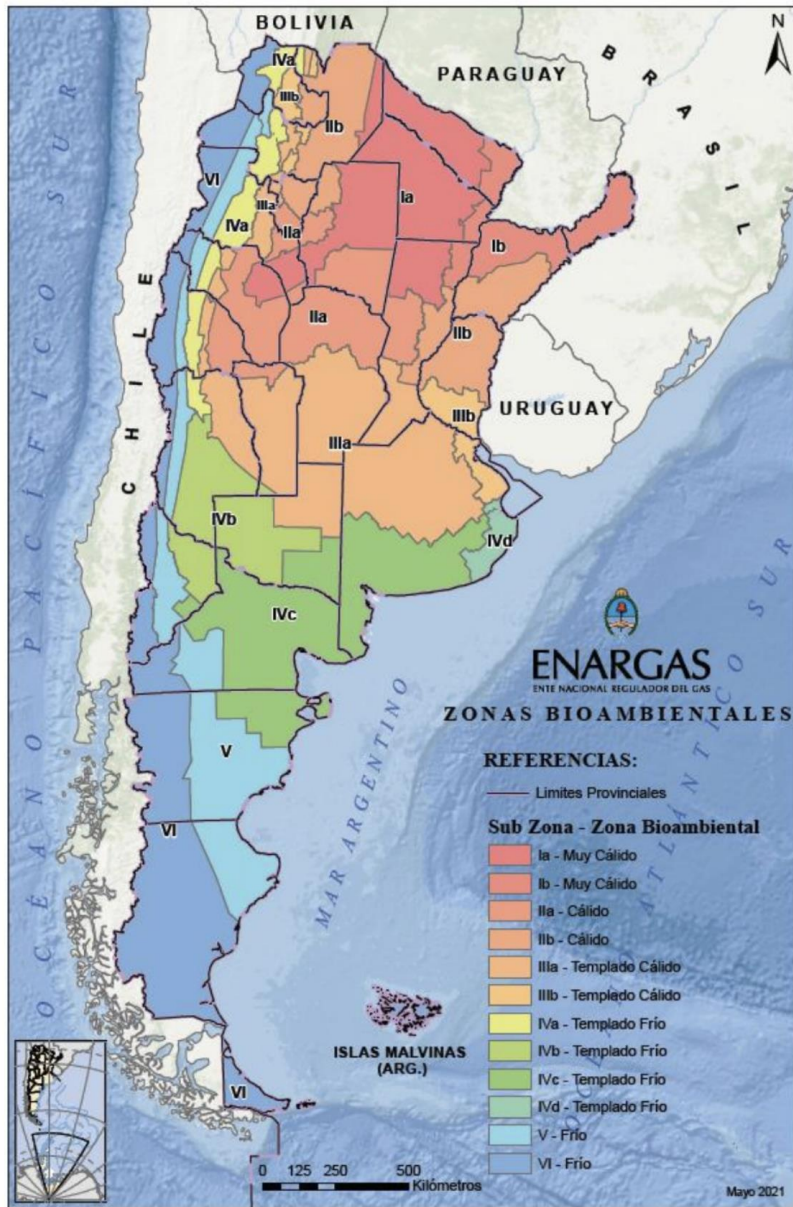 BOLIVIA
N
PARAGUAY
BRASIL
IVa
IIIb
IIb
VI
Ia
IIIa
IVa
IIa
Ib
IIa
IIb
CHILE
URUGUAY
IIIb
IIIa
IVb
IVd
IVc
OCÉANO PACÍFICO SUR
V
VI
MAR ARGENTINO
OCÉANO ATLÁNTICO SUR
ENARGAS
ENTE NACIONAL REGULADOR DEL GAS
ZONAS BIOAMBIENTALES
REFERENCIAS:
Limites Provinciales
Sub Zona - Zona Bioambiental
Ia - Muy Cálido
Ib - Muy Cálido
IIa - Cálido
IIb - Cálido
IIIa - Templado Cálido
IIIb - Templado Cálido
IVa - Templado Frío
IVb - Templado Frío
IVc - Templado Frío
IVd - Templado Frío
V - Frío
VI - Frío
ISLAS MALVINAS
(ARG.)
VI
0 125 250 500
Kilómetros
Mayo 2021